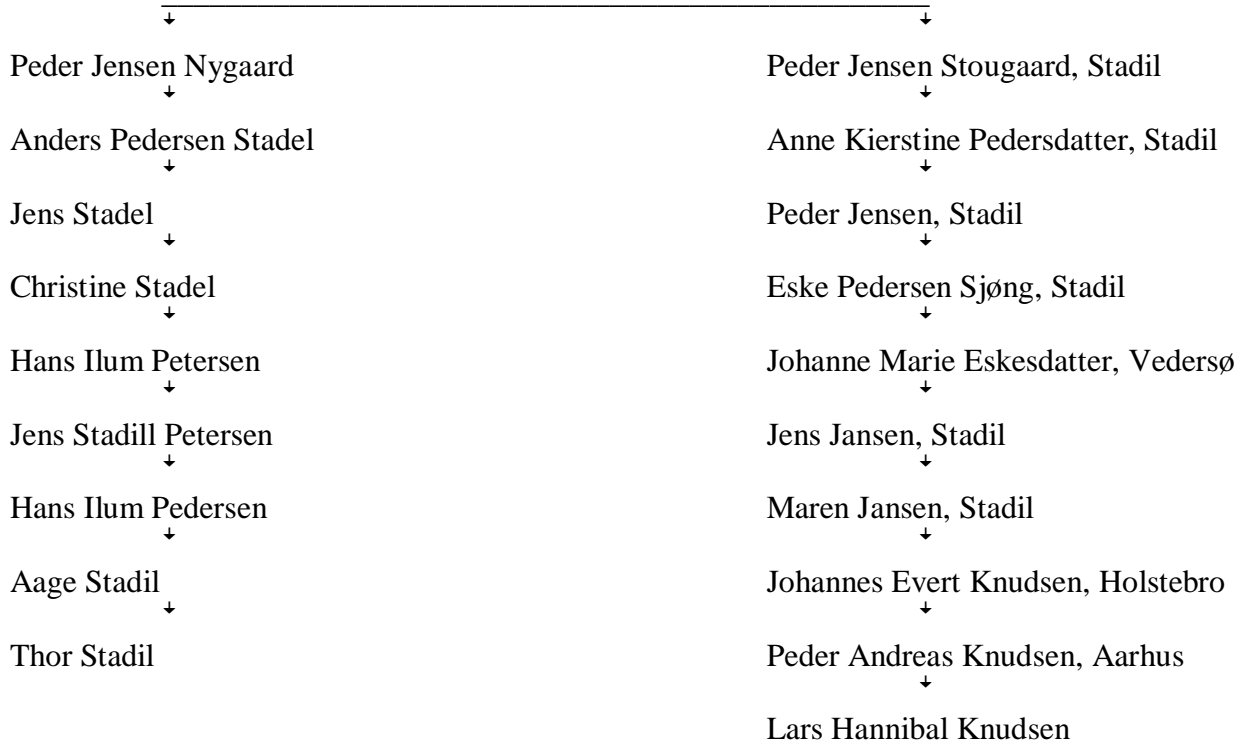 Peder Jensen Nygaard
Peder Jensen Stougaard, Stadil
Anders Pedersen Stadel
Anne Kierstine Pedersdatter, Stadil
Jens Stadel
Peder Jensen, Stadil
Christine Stadel
Eske Pedersen Sjøng, Stadil
Hans Ilum Petersen
Johanne Marie Eskesdatter, Vedersø
Jens Stadill Petersen
Jens Jansen, Stadil
Hans Ilum Pedersen
Maren Jansen, Stadil
Aage Stadil
Johannes Evert Knudsen, Holstebro
Thor Stadil
Peder Andreas Knudsen, Aarhus
Lars Hannibal Knudsen